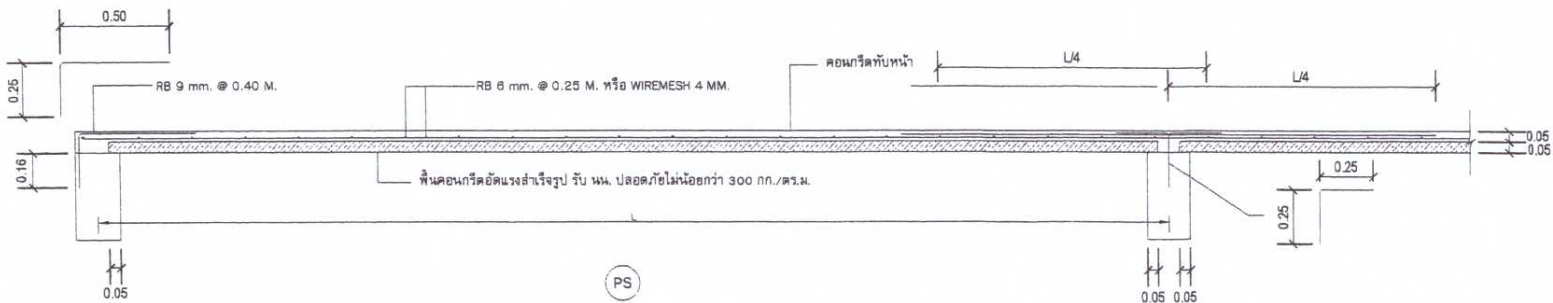 0.50
คอนกรีตทับหน้า
L/4
L/4
0.25
RB 9 mm. @ 0.40 M.
RB 6 mm. @ 0.25 M. หรือ WIREMESH 4 MM.
0.05
0.05
0.16
พื้นคอนกรีตอัดแรงสำเร็จรูป รับ นน. ปลอดภัยไม่น้อยกว่า 300 กก./ตร.ม.
0.25
0.25
L
0.05
PS
0.05 0.05